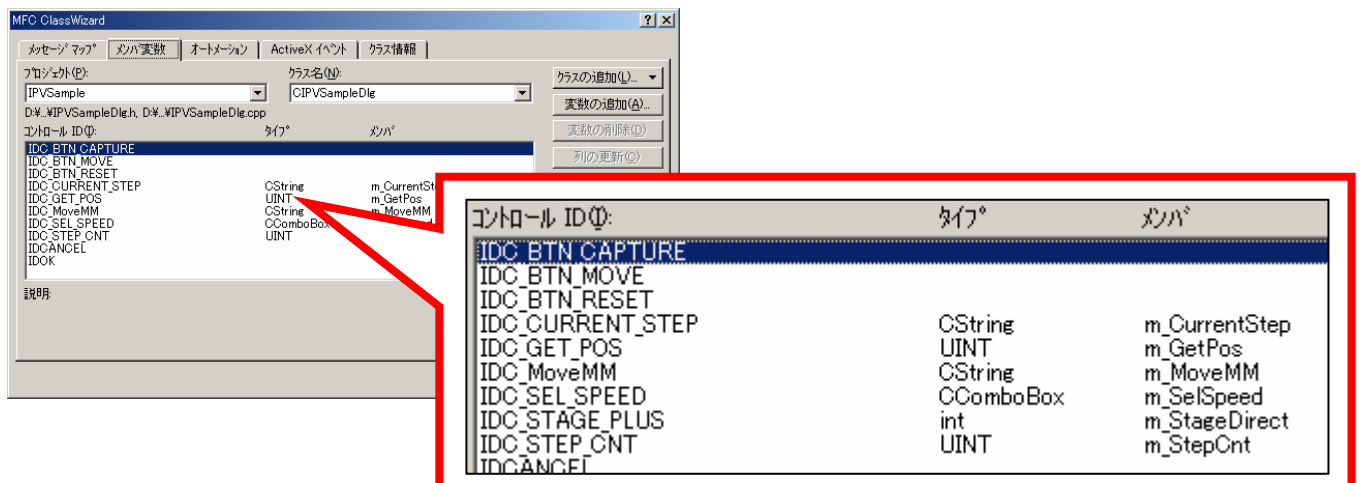 MFC ClassWizard
メッセージ マップ メンバ変数 オートメーション ActiveX イベント クラス情報
プロジェクト(P): クラス名(N):
IPVSample CIPVSampleDlg
D:¥...¥IPVSampleDlg.h, D:¥...¥IPVSampleDlg.cpp
コントロール ID(I): タイプ メンバ
IDC_BTN_CAPTURE
IDC_BTN_MOVE
IDC_BTN_RESET
IDC_CURRENT_STEP CString m_CurrentSt
IDC_GET_POS UINT m_GetPos
IDC_MoveMM CString m_MoveMM
IDC_SEL_SPEED CComboBox
IDC_STEP_CNT UINT
IDCANCEL
IDOK
説明:
クラスの追加(L)...
変数の追加(A)...
変数の削除(D)
列の更新(C)
コントロール ID(I): タイプ メンバ
IDC_BTN_CAPTURE
IDC_BTN_MOVE
IDC_BTN_RESET
IDC_CURRENT_STEP CString m_CurrentStep
IDC_GET_POS UINT m_GetPos
IDC_MoveMM CString m_MoveMM
IDC_SEL_SPEED CComboBox m_SelSpeed
IDC_STAGE_PLUS int m_StageDirect
IDC_STEP_CNT UINT m_StepCnt
IDCANCEL